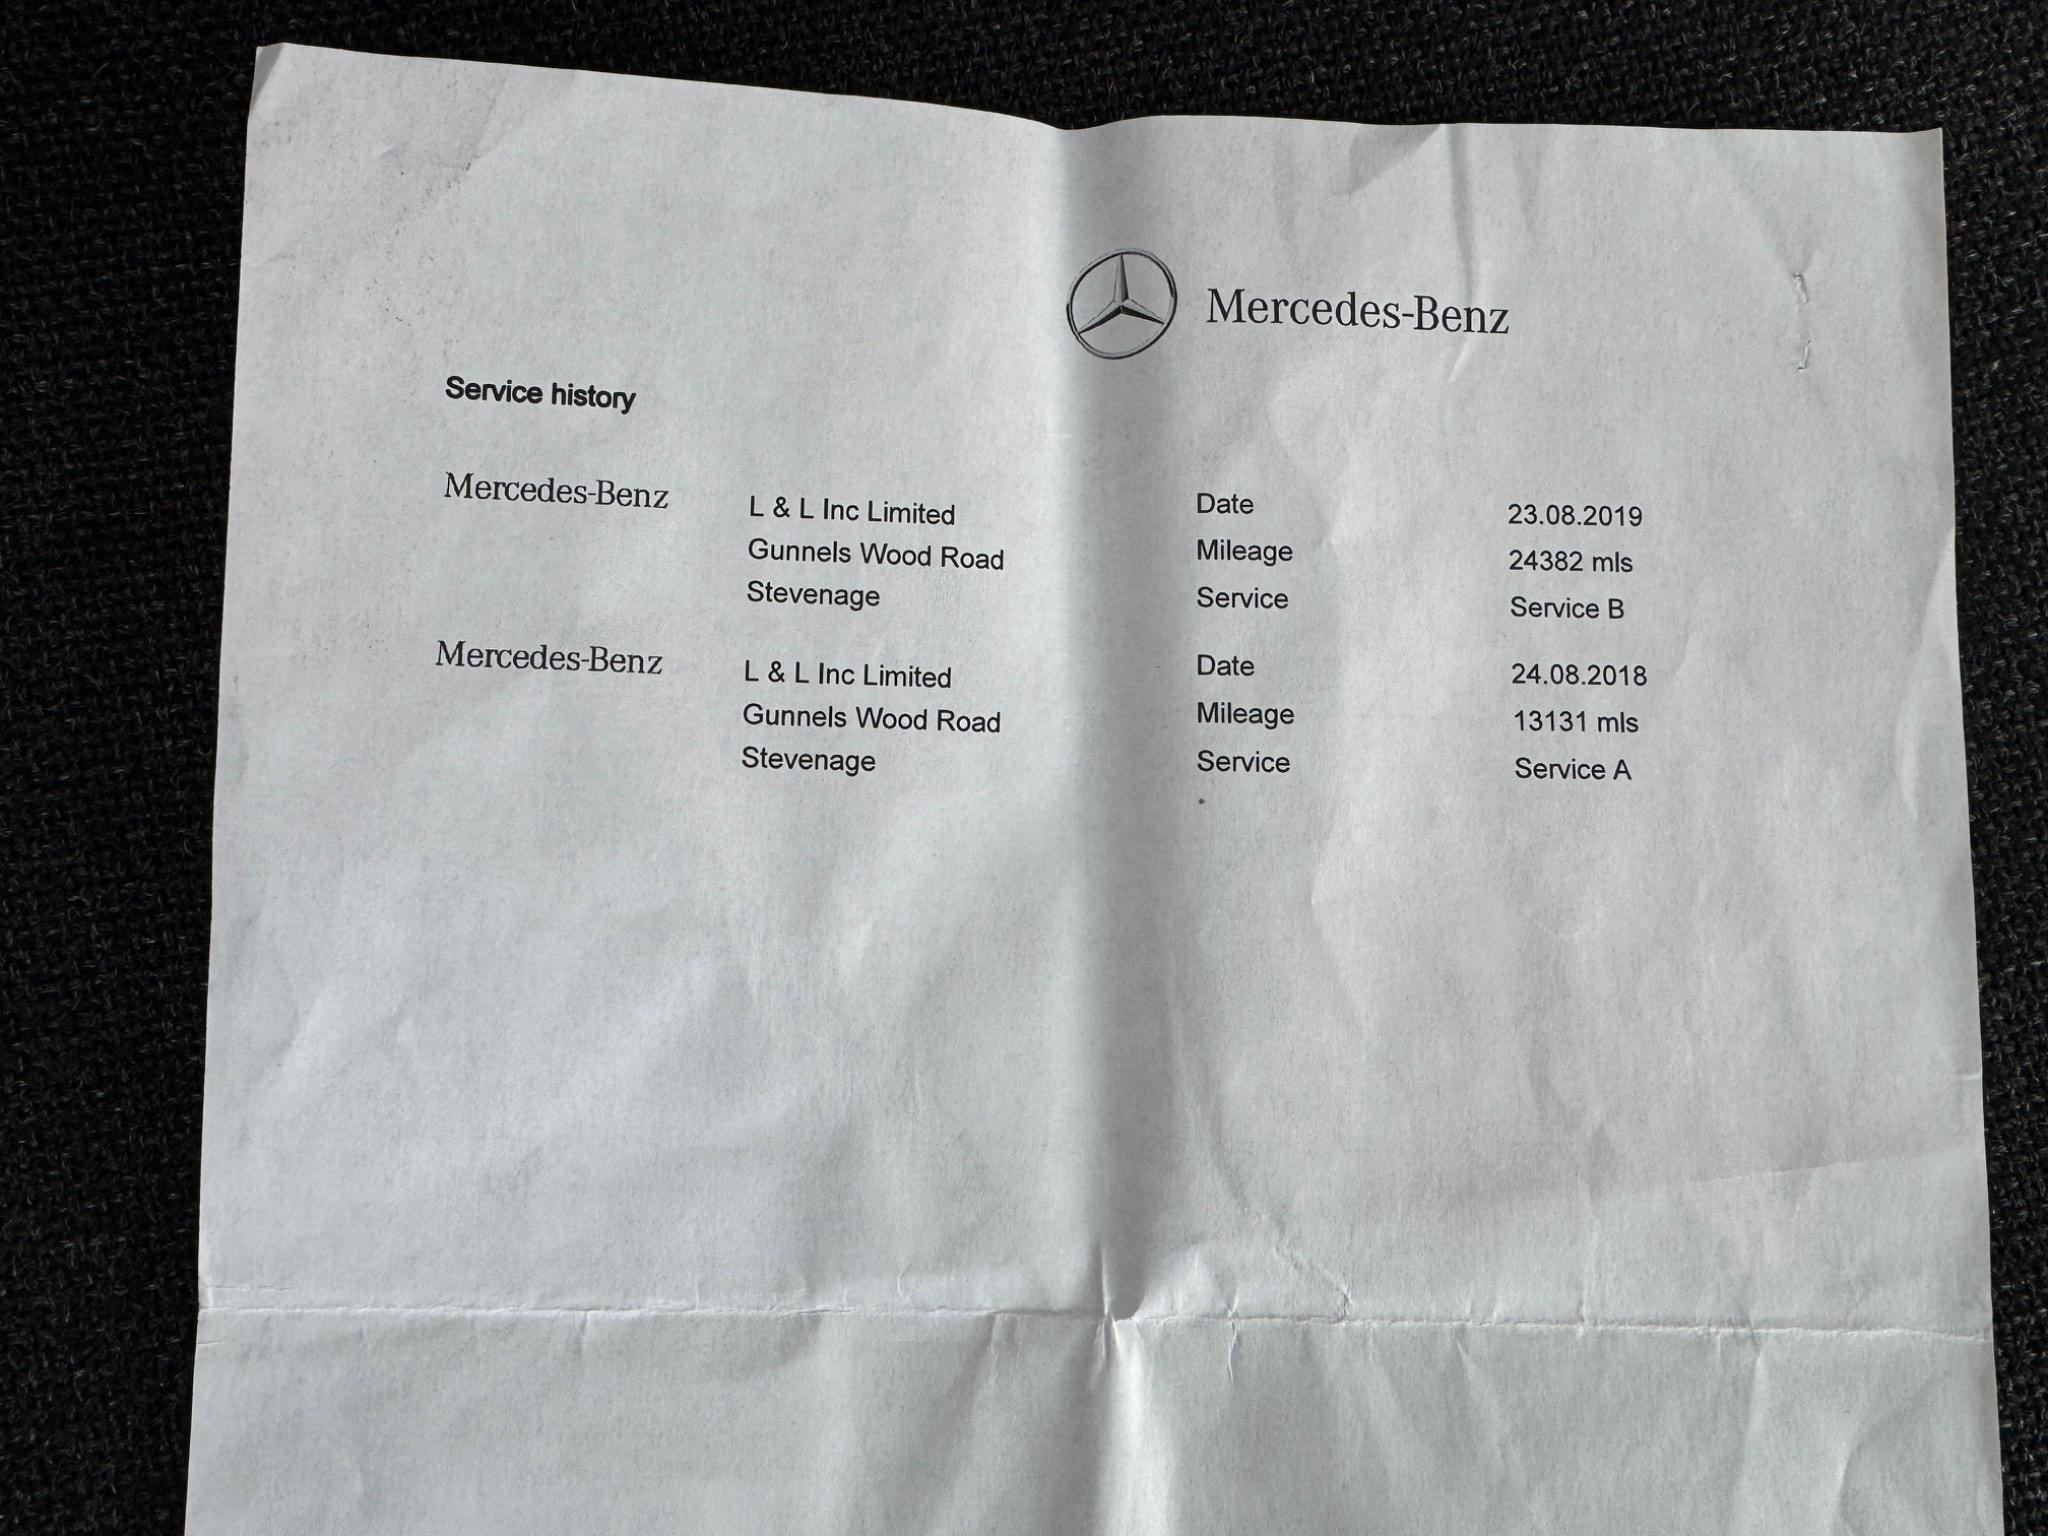 Mercedes-Benz
Service history
Mercedes-Benz L & L Inc Limited Date 23.08.2019
Gunnels Wood Road Mileage 24382 mls
Stevenage Service Service B
Mercedes-Benz L & L Inc Limited Date 24.08.2018
Gunnels Wood Road Mileage 13131 mls
Stevenage Service Service A